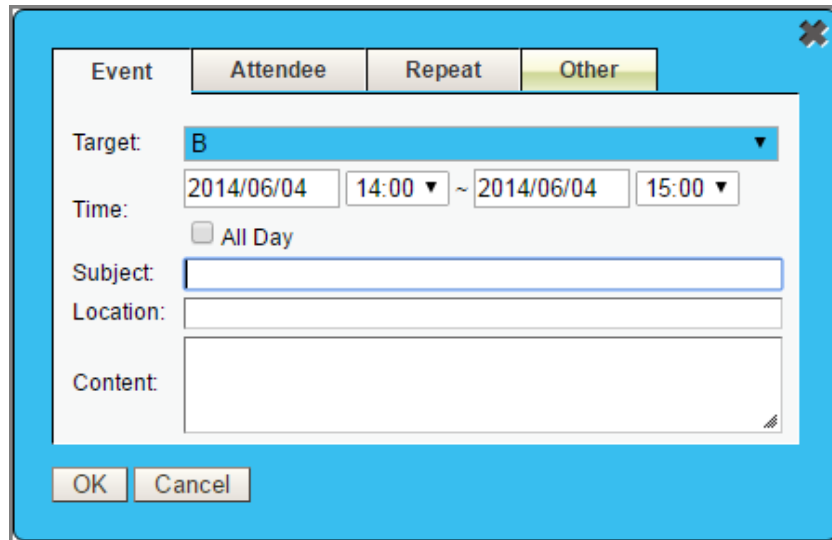 Event Attendee Repeat Other
Target: B
Time: 2014/06/04 14:00 ~ 2014/06/04 15:00
All Day
Subject:
Location:
Content:
OK Cancel